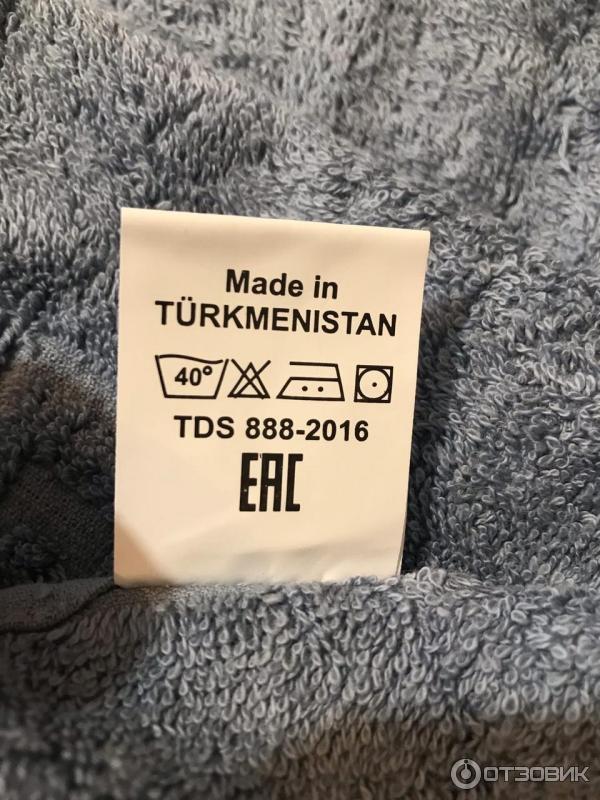 Made in
TÜRKMENISTAN
40°
TDS 888-2016
EAC
ОТЗОВИК